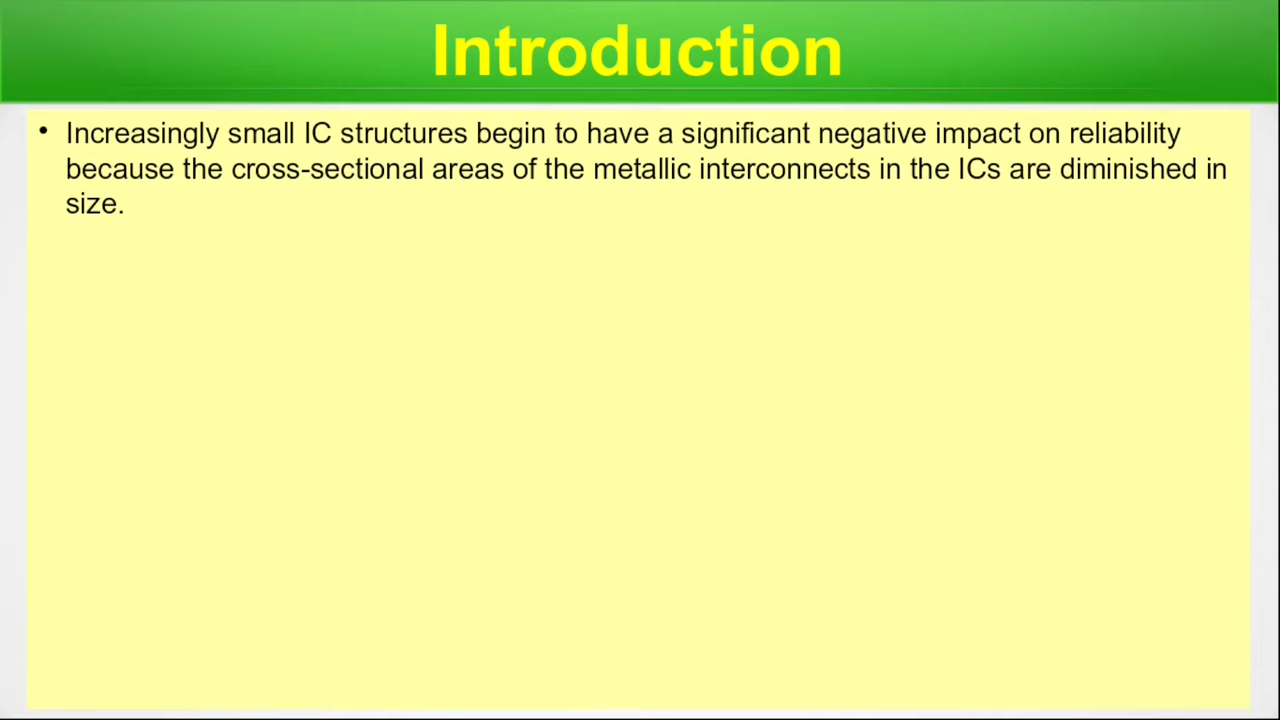 Introduction
• Increasingly small IC structures begin to have a significant negative impact on reliability
because the cross-sectional areas of the metallic interconnects in the ICs are diminished in
size.